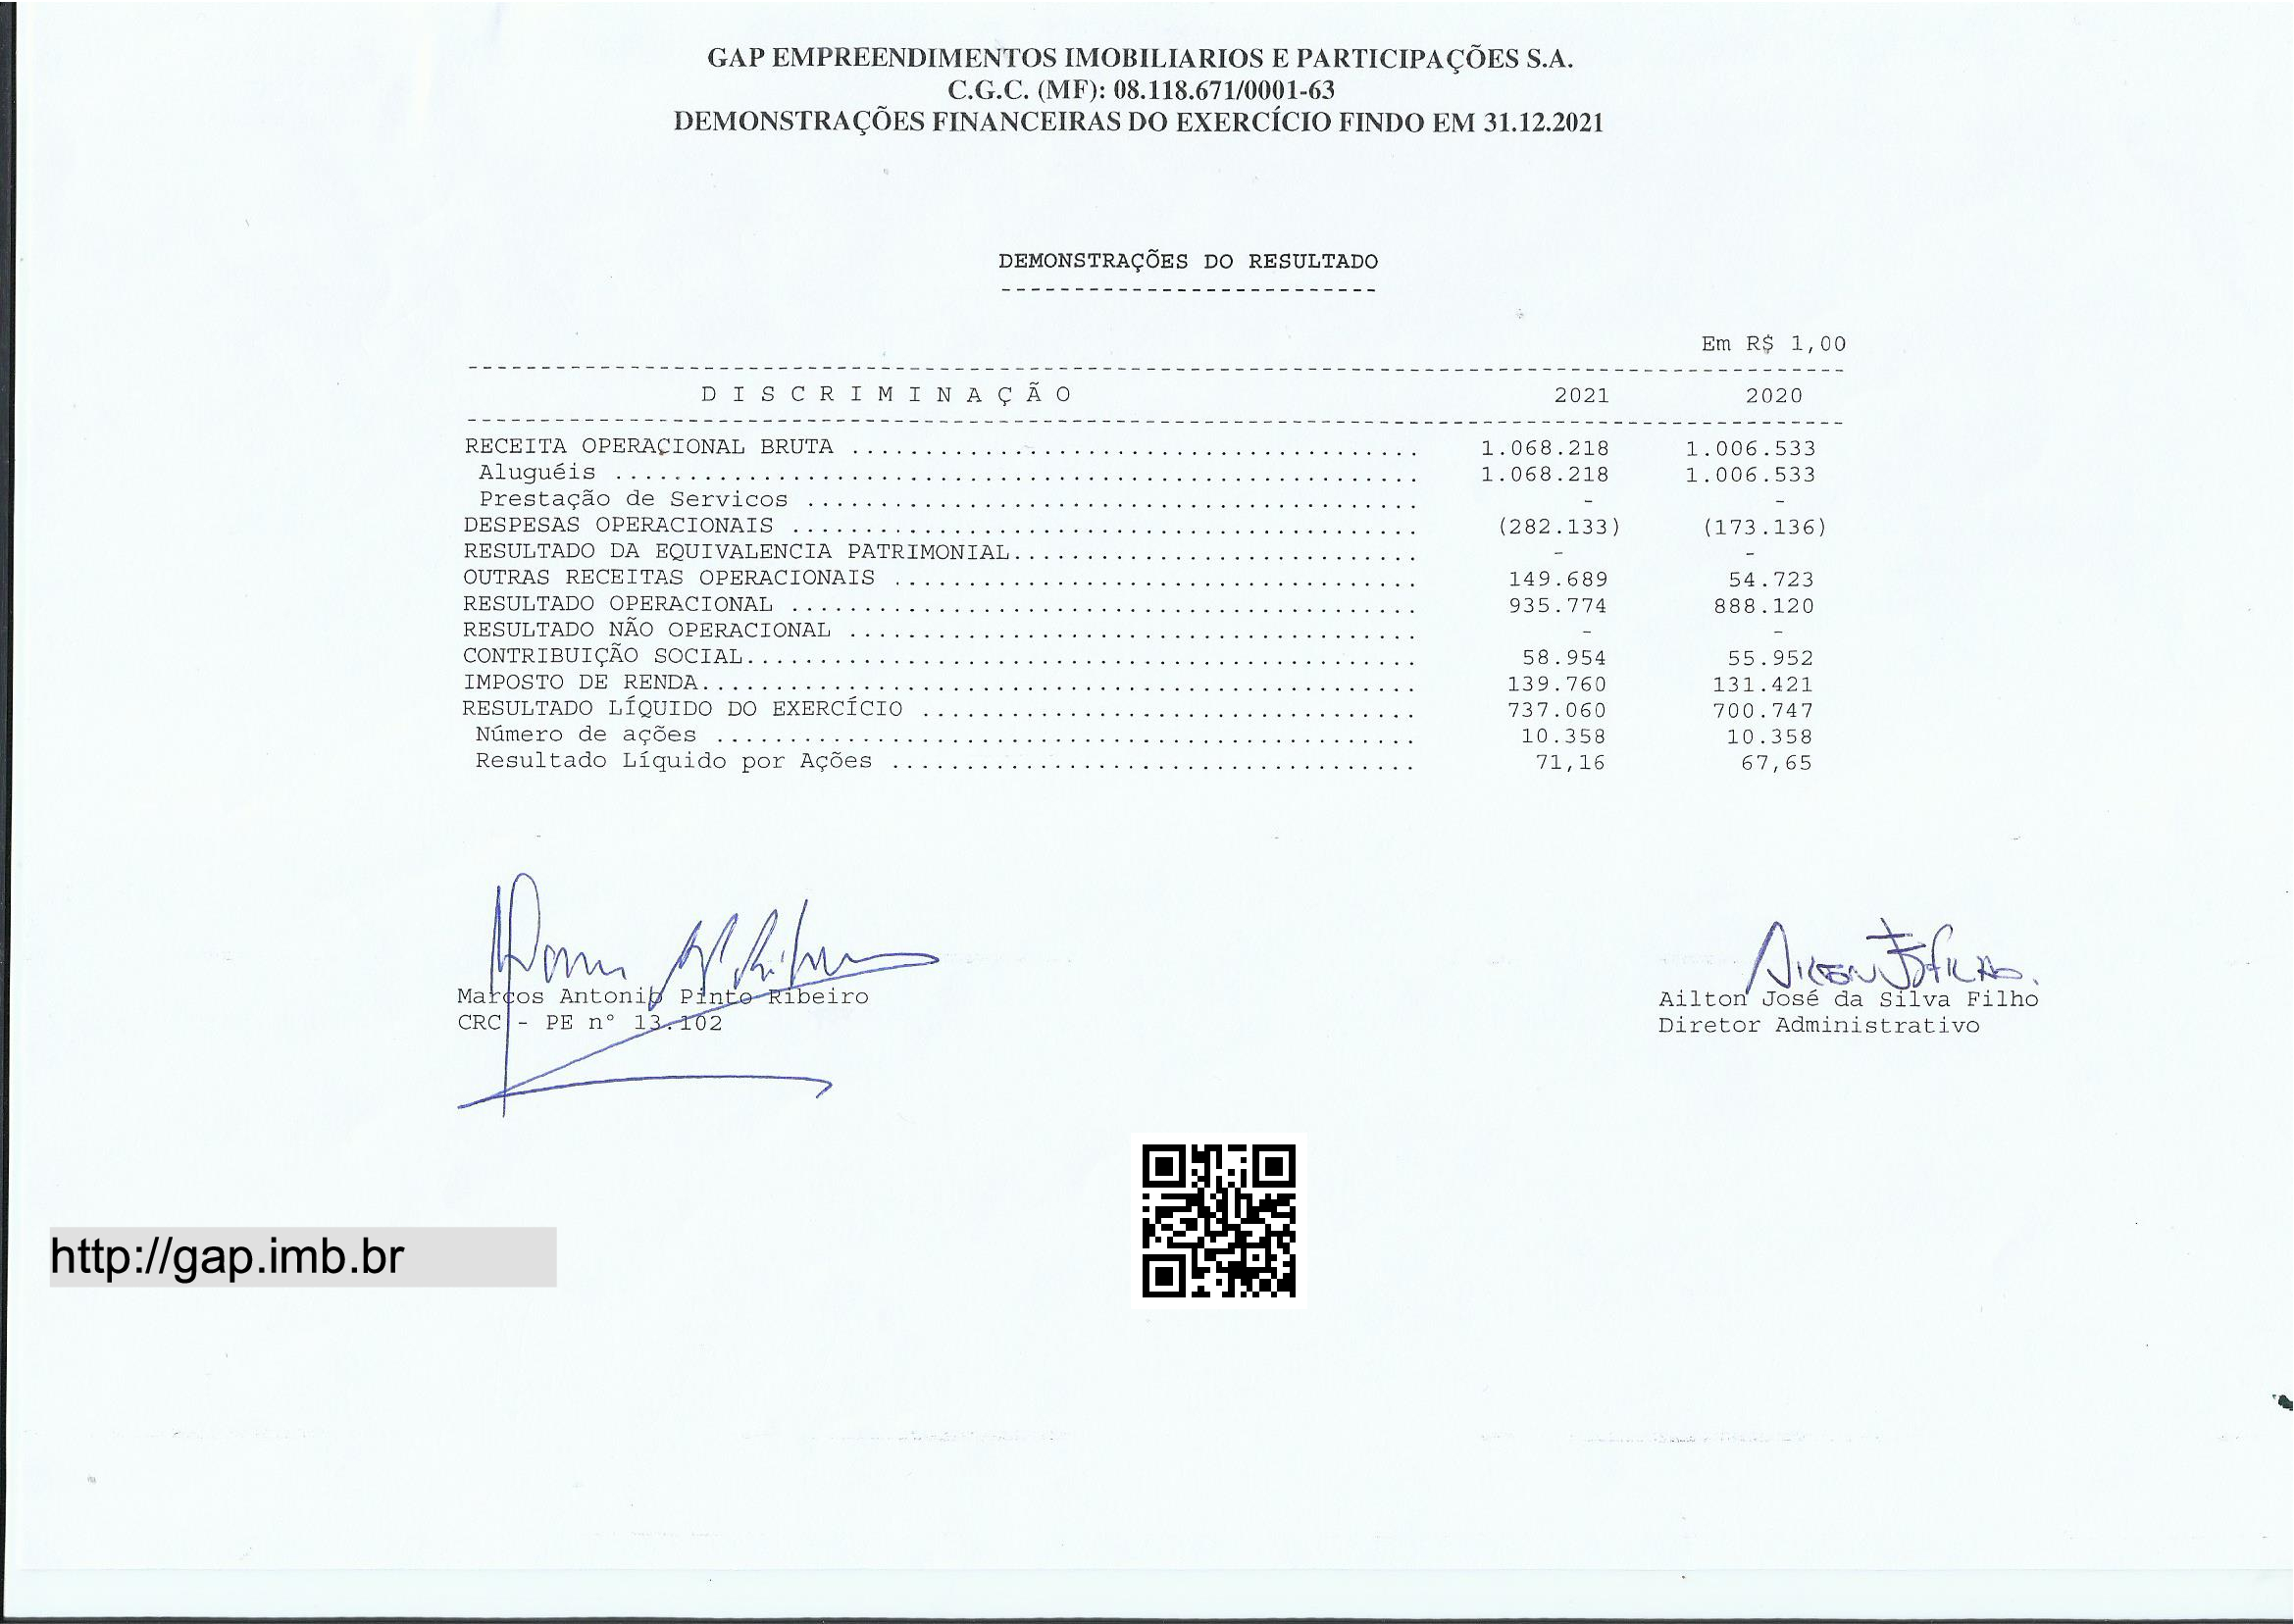 GAP EMPREENDIMENTOS IMOBILIARIOS E PARTICIPAÇÕES S.A.
C.G.C. (MF): 08.118.671/0001-63
DEMONSTRAÇÕES FINANCEIRAS DO EXERCÍCIO FINDO EM 31.12.2021
DEMONSTRAÇÕES DO RESULTADO
Em R$ 1,00
D I S C R I M I N A Ç Ã O 2021 2020
RECEITA OPERACIONAL BRUTA ....................................... 1.068.218 1.006.533
Aluguéis ....................................................... 1.068.218 1.006.533
Prestação de Servicos .......................................... - -
DESPESAS OPERACIONAIS ........................................... (282.133) (173.136)
RESULTADO DA EQUIVALENCIA PATRIMONIAL............................ - -
OUTRAS RECEITAS OPERACIONAIS .................................... 149.689 54.723
RESULTADO OPERACIONAL ........................................... 935.774 888.120
RESULTADO NÃO OPERACIONAL ....................................... - -
CONTRIBUIÇÃO SOCIAL.............................................. 58.954 55.952
IMPOSTO DE RENDA................................................. 139.760 131.421
RESULTADO LÍQUIDO DO EXERCÍCIO .................................. 737.060 700.747
Número de ações ................................................ 10.358 10.358
Resultado Líquido por Ações .................................... 71,16 67,65
Marcos Antonio Pinto Ribeiro
CRC - PE nº 13.102
Ailton José da Silva Filho
Diretor Administrativo
http://gap.imb.br